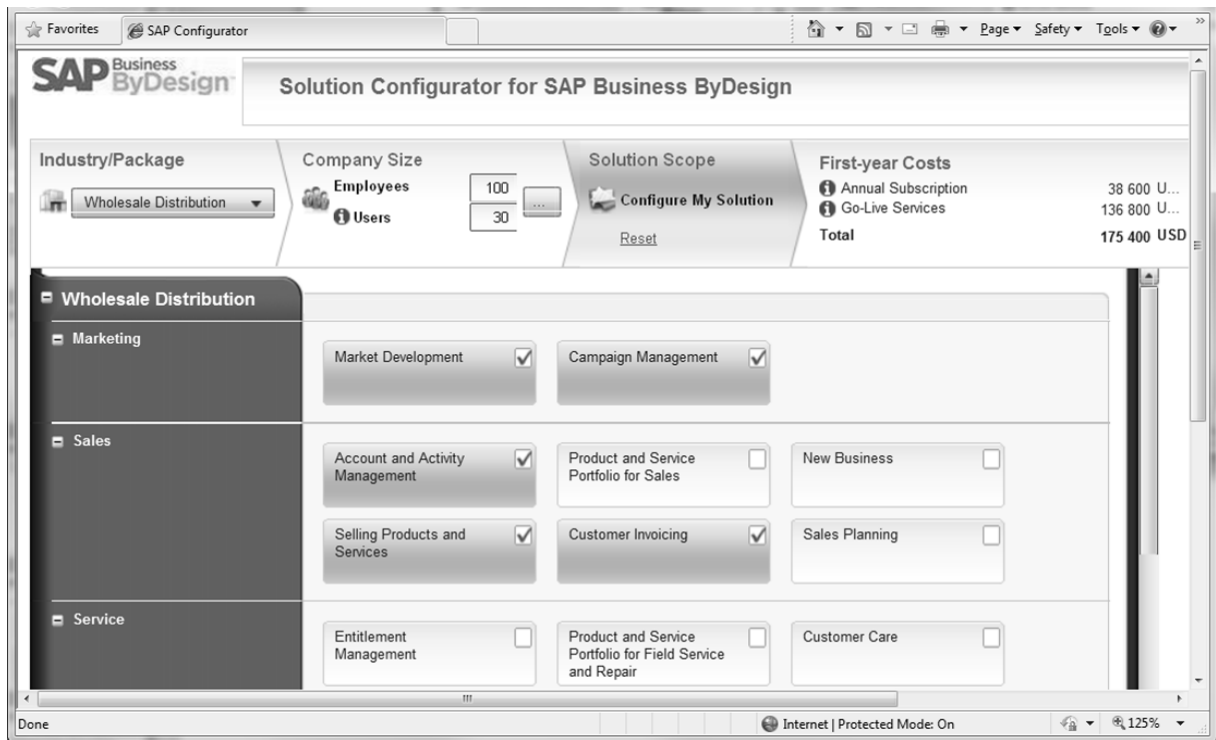 Favorites
SAP Configurator
Page
Safety
Tools
SAP Business ByDesign
Solution Configurator for SAP Business ByDesign
Industry/Package
Wholesale Distribution
Company Size
Employees 100
...
Users 30
Solution Scope
Configure My Solution
Reset
First-year Costs
Annual Subscription 38 600 U...
Go-Live Services 136 800 U...
Total 175 400 USD
Wholesale Distribution
Marketing
Market Development
Campaign Management
Sales
Account and Activity
Management
Product and Service
Portfolio for Sales
New Business
Selling Products and
Services
Customer Invoicing
Sales Planning
Service
Entitlement
Management
Product and Service
Portfolio for Field Service
and Repair
Customer Care
Done
Internet | Protected Mode: On
125%